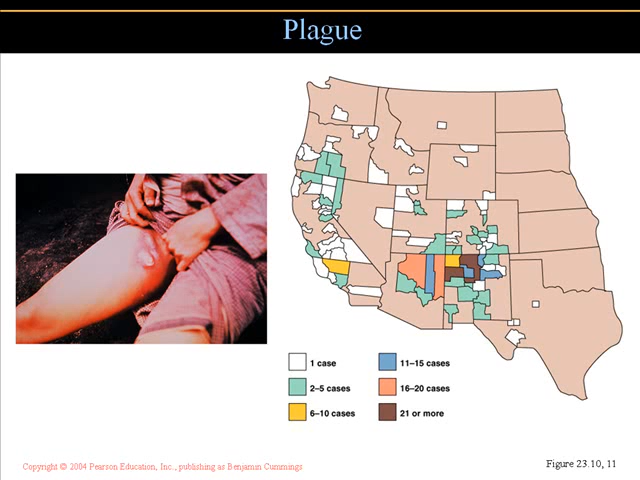 Plague
1 case
2–5 cases
6–10 cases
11–15 cases
16–20 cases
21 or more
Copyright © 2004 Pearson Education, Inc., publishing as Benjamin Cummings
Figure 23.10, 11